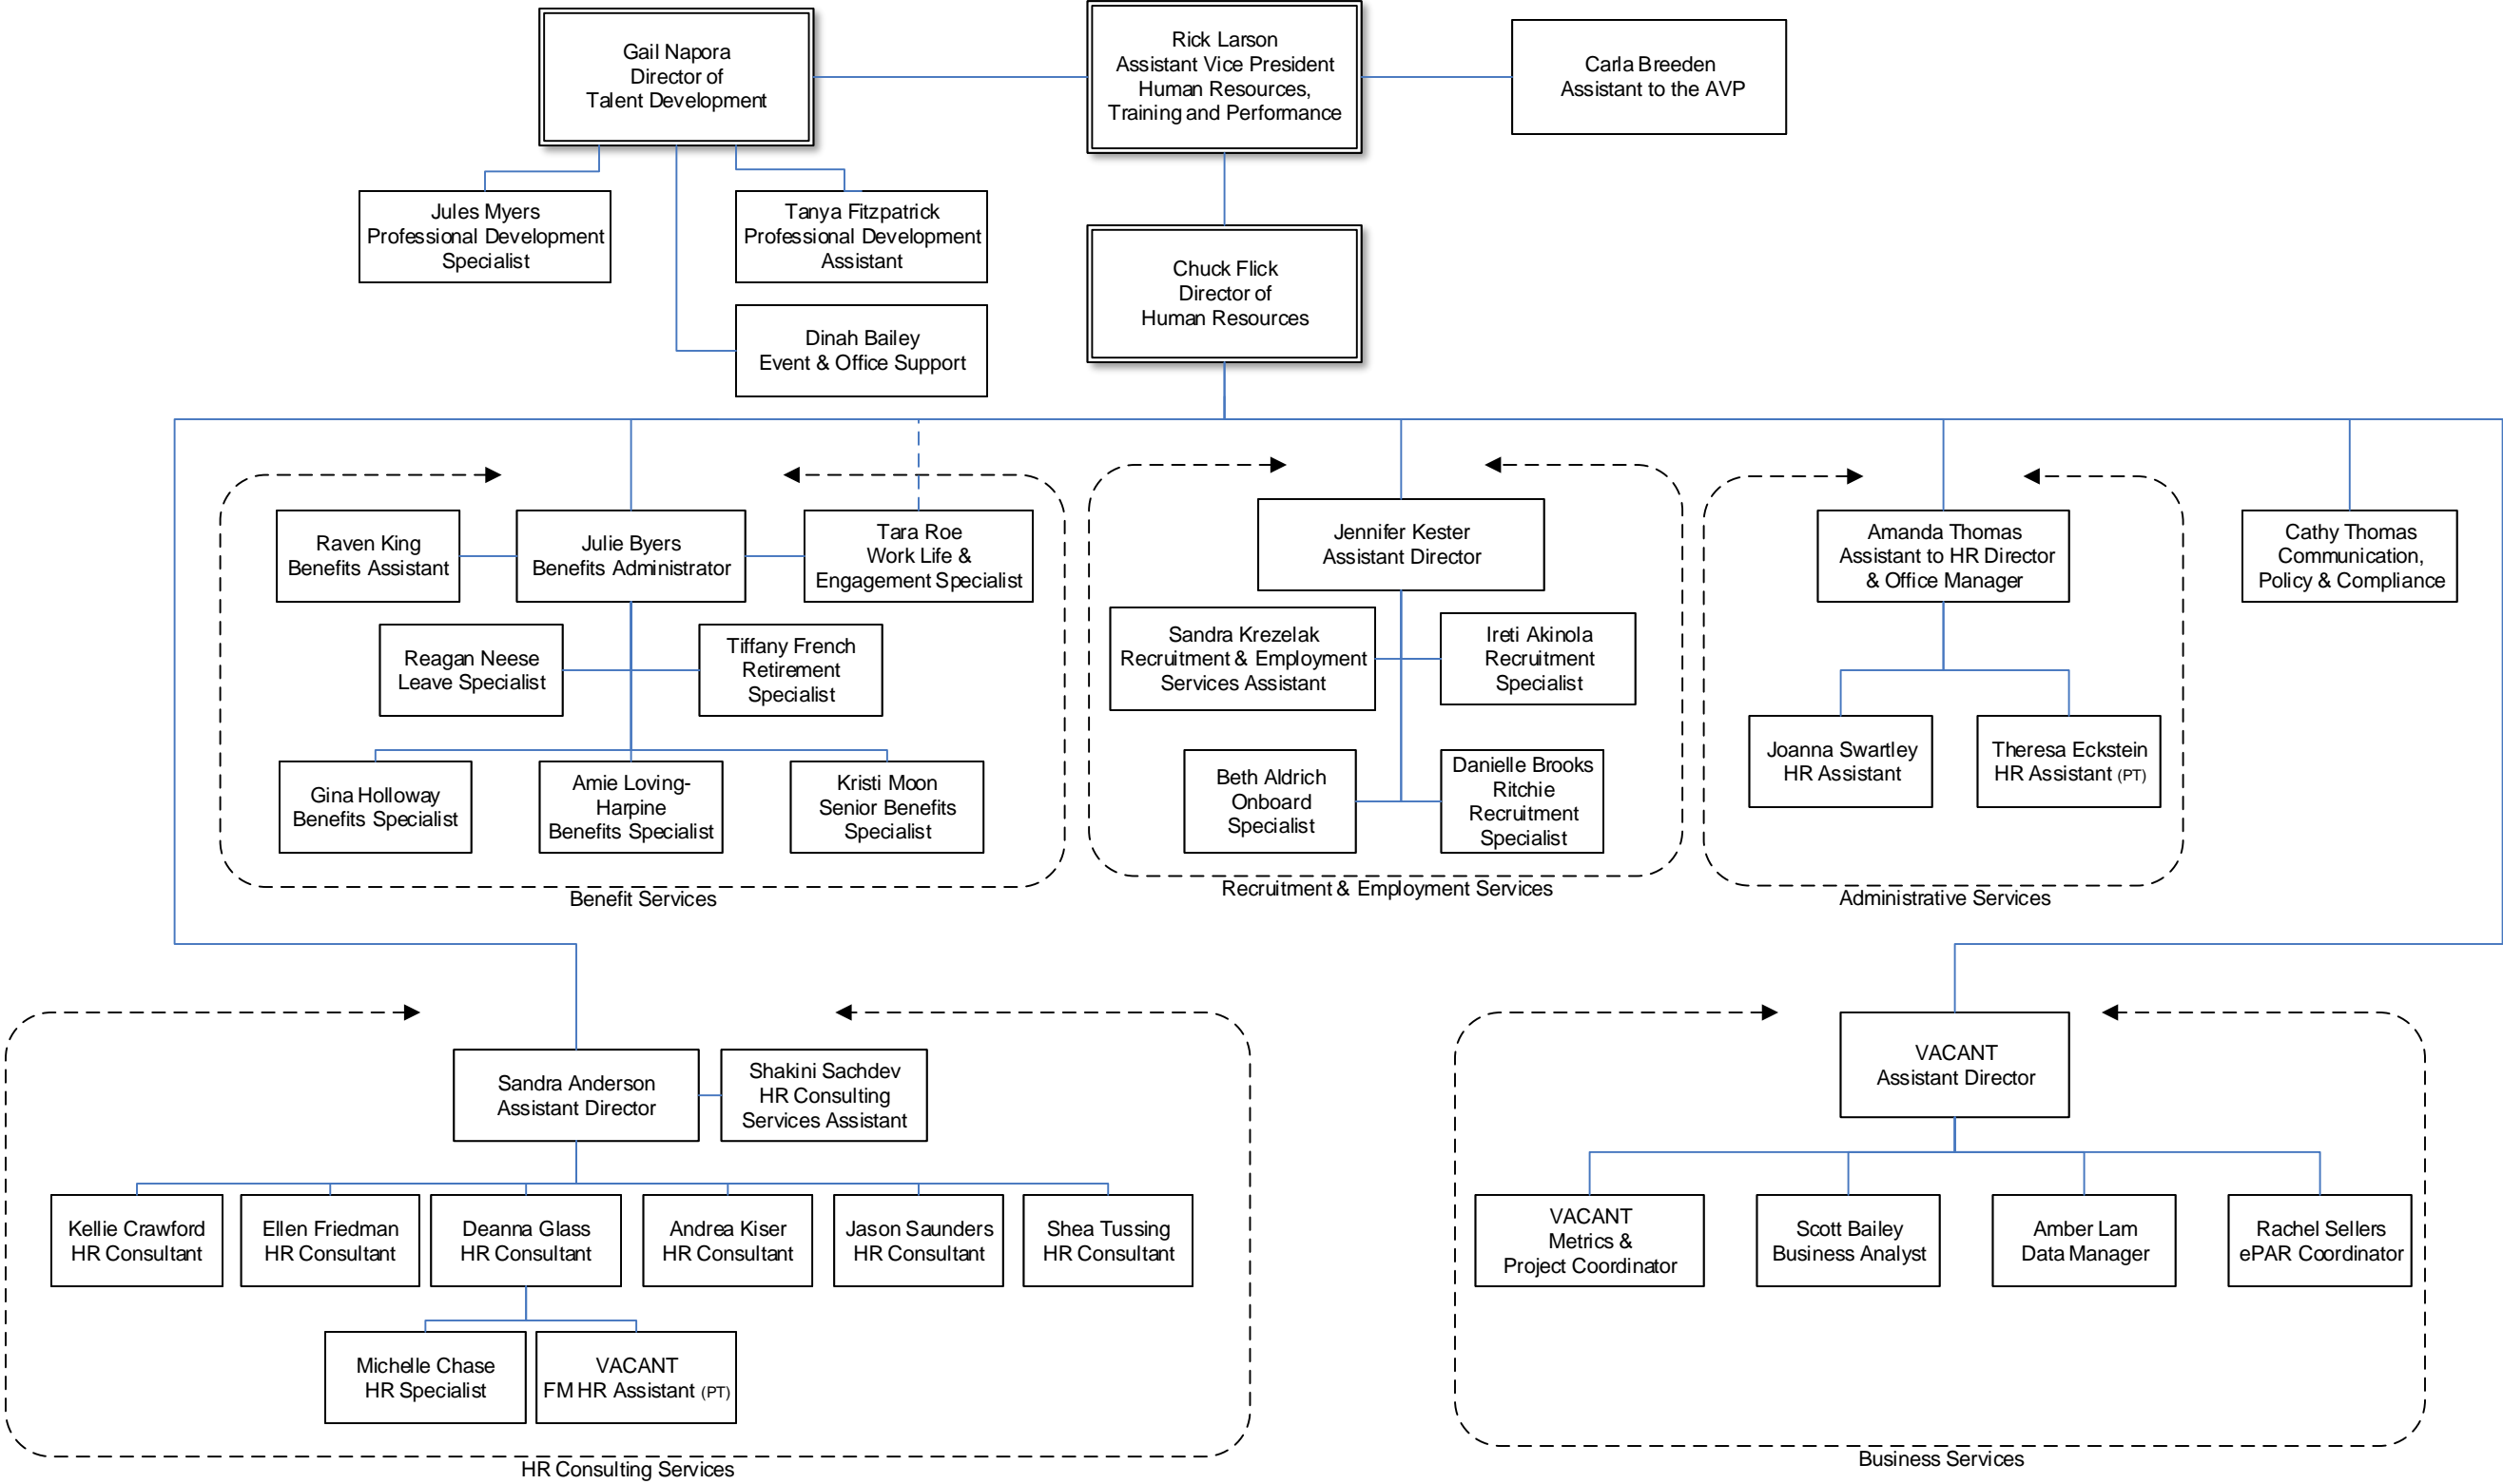 Gail Napora
Director of
Talent Development
Rick Larson
Assistant Vice President
Human Resources,
Training and Performance
Carla Breeden
Assistant to the AVP
Jules Myers
Professional Development
Specialist
Tanya Fitzpatrick
Professional Development
Assistant
Dinah Bailey
Event & Office Support
Chuck Flick
Director of
Human Resources
Raven King
Benefits Assistant
Julie Byers
Benefits Administrator
Tara Roe
Work Life &
Engagement Specialist
Reagan Neese
Leave Specialist
Tiffany French
Retirement
Specialist
Gina Holloway
Benefits Specialist
Amie Loving-
Harpine
Benefits Specialist
Kristi Moon
Senior Benefits
Specialist
Benefit Services
Jennifer Kester
Assistant Director
Sandra Krezelak
Recruitment & Employment
Services Assistant
Ireti Akinola
Recruitment
Specialist
Beth Aldrich
Onboard
Specialist
Danielle Brooks
Ritchie
Recruitment
Specialist
Recruitment & Employment Services
Amanda Thomas
Assistant to HR Director
& Office Manager
Joanna Swartley
HR Assistant
Theresa Eckstein
HR Assistant (PT)
Administrative Services
Cathy Thomas
Communication,
Policy & Compliance
Sandra Anderson
Assistant Director
Shakini Sachdev
HR Consulting
Services Assistant
Kellie Crawford
HR Consultant
Ellen Friedman
HR Consultant
Deanna Glass
HR Consultant
Andrea Kiser
HR Consultant
Jason Saunders
HR Consultant
Shea Tussing
HR Consultant
Michelle Chase
HR Specialist
VACANT
FM HR Assistant (PT)
HR Consulting Services
VACANT
Assistant Director
VACANT
Metrics &
Project Coordinator
Scott Bailey
Business Analyst
Amber Lam
Data Manager
Rachel Sellers
ePAR Coordinator
Business Services